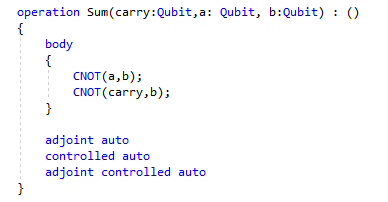 operation Sum(carry:Qubit,a: Qubit, b:Qubit) : ()
{
body
{
CNOT(a,b);
CNOT(carry,b);
}
adjoint auto
controlled auto
adjoint controlled auto
}